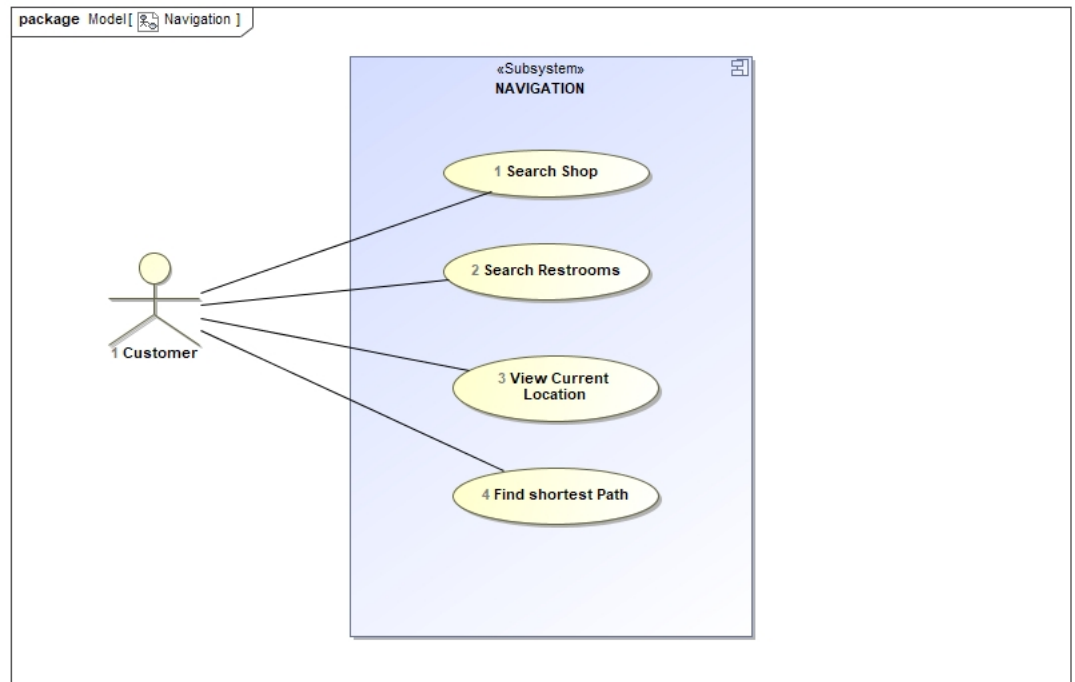 package Model[ Navigation ]
«Subsystem»
NAVIGATION
1 Search Shop
2 Search Restrooms
1 Customer
3 View Current
Location
4 Find shortest Path